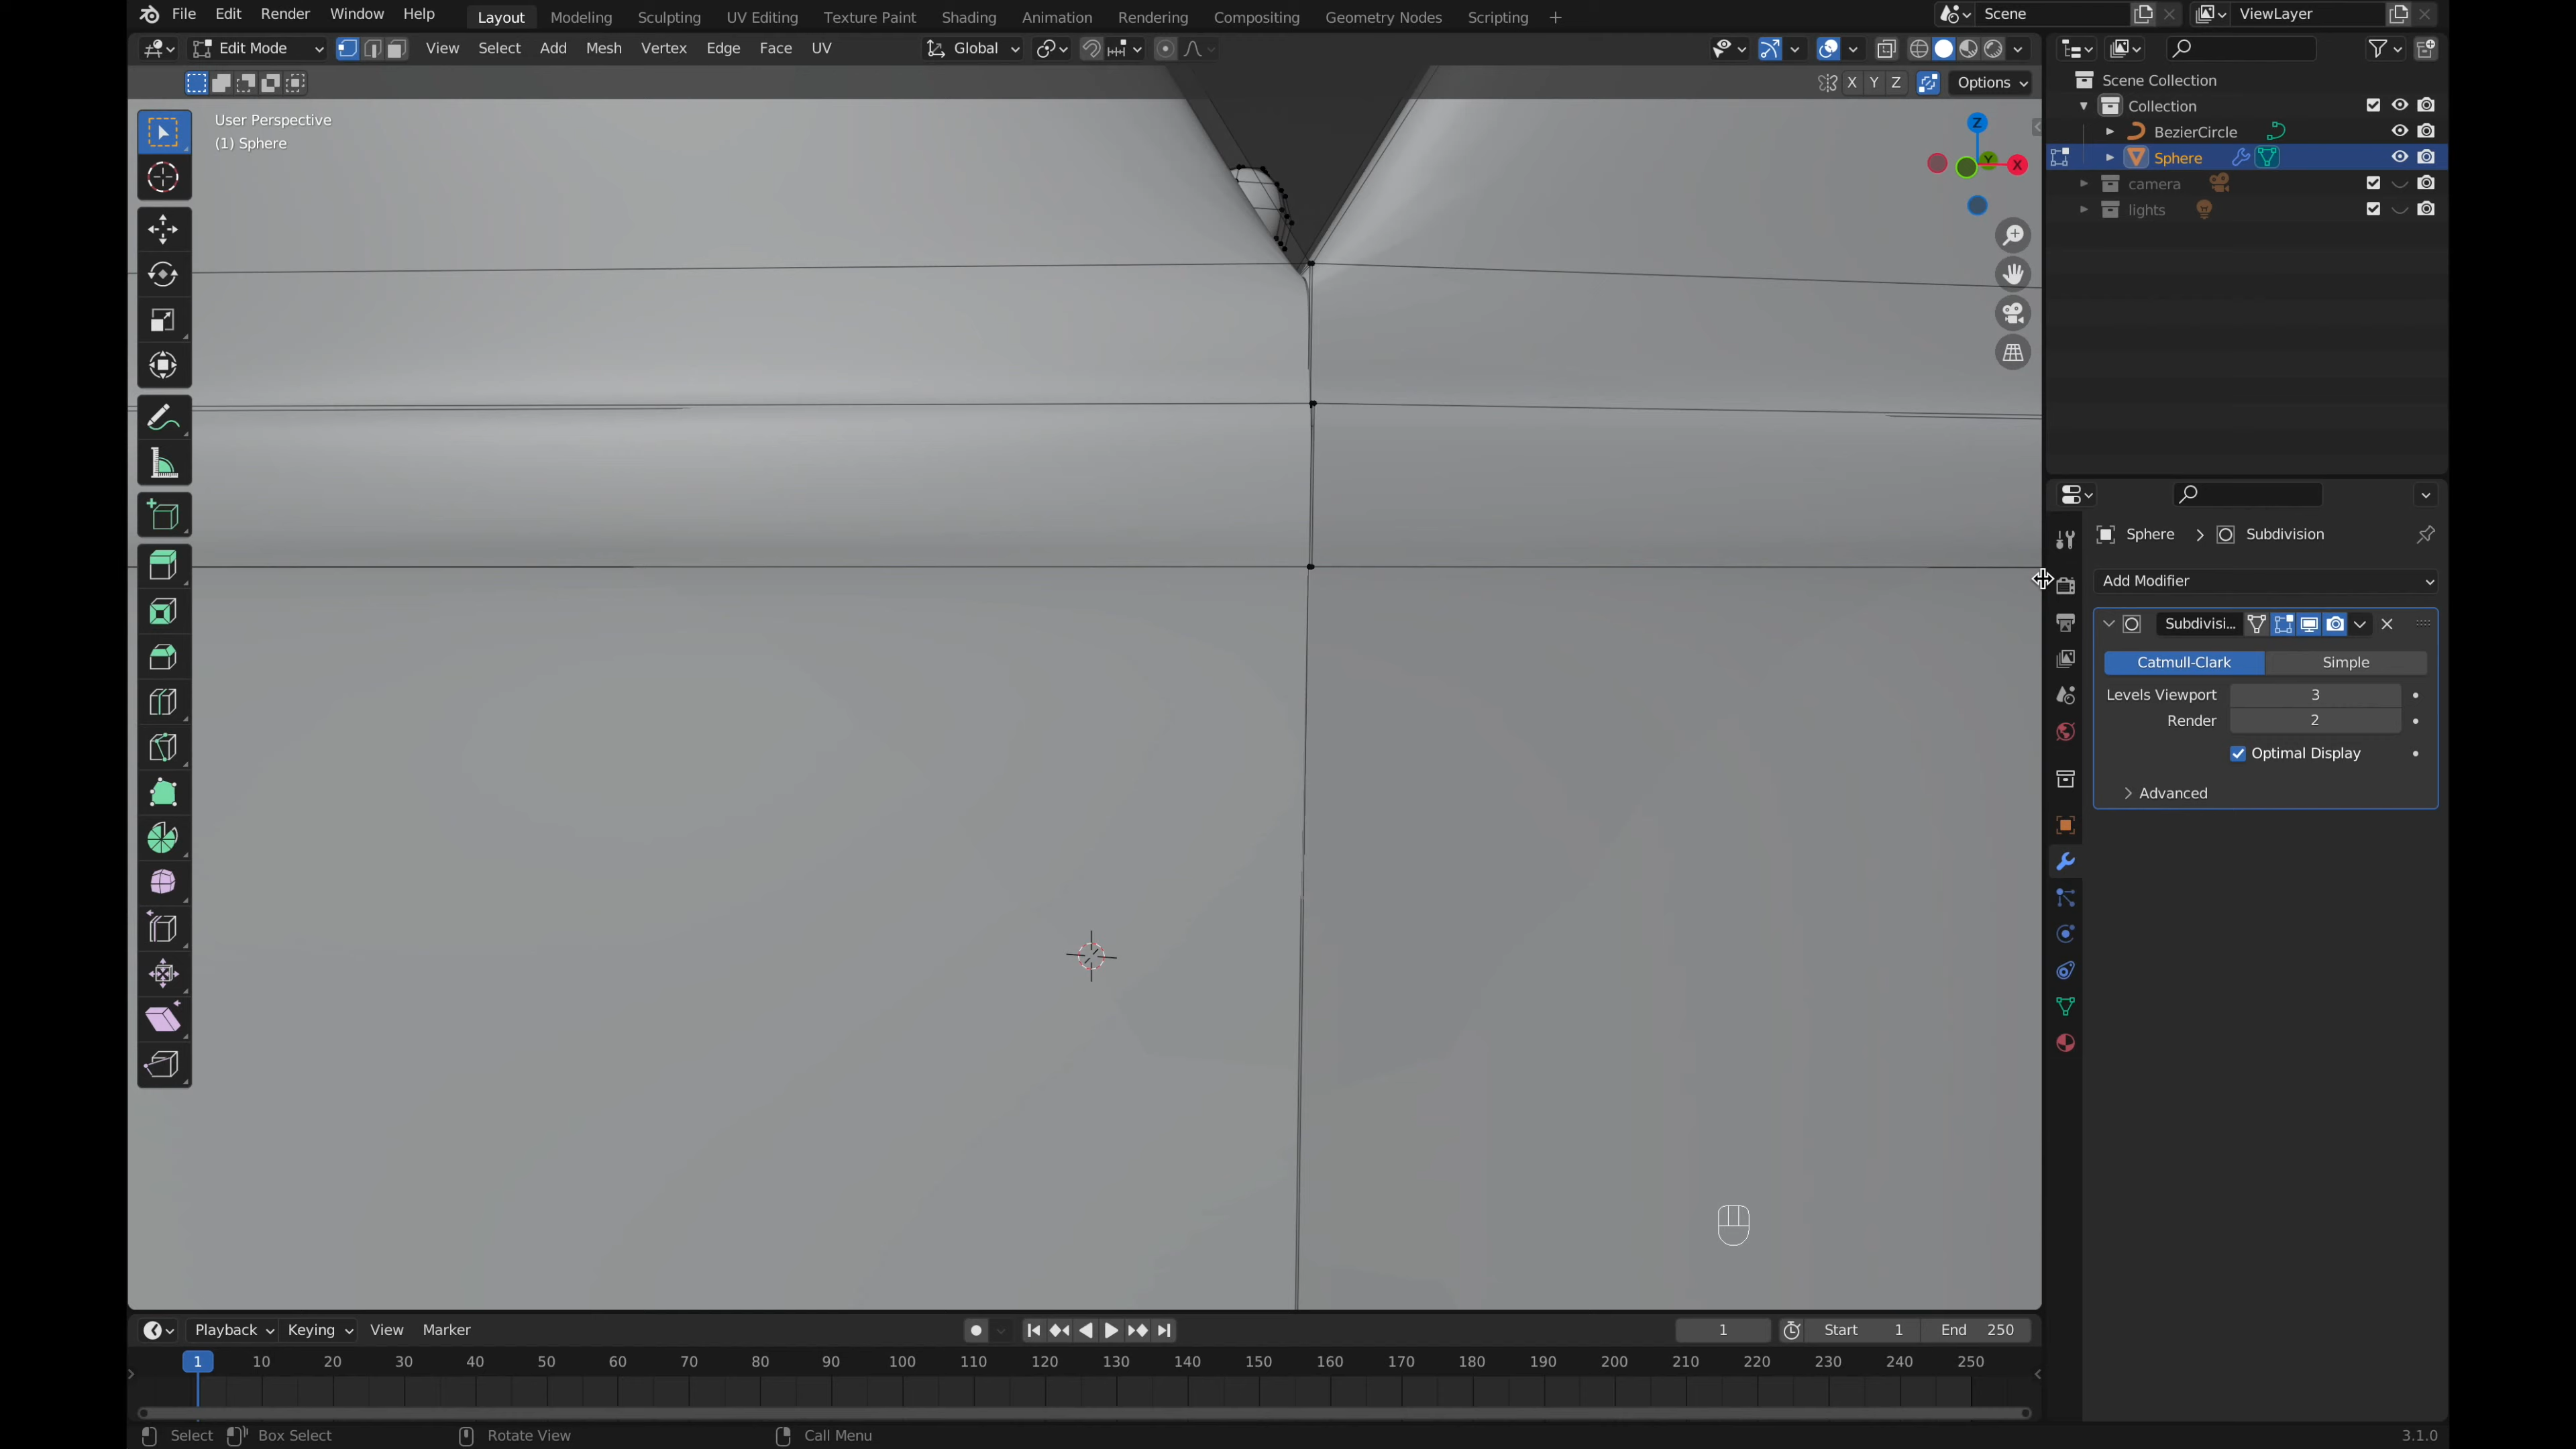 File Edit Render Window Help Layout Modeling Sculpting UV Editing Texture Paint Shading Animation Rendering Compositing Geometry Nodes Scripting + Scene ViewLayer
Edit Mode View Select Add Mesh Vertex Edge Face UV Global
X Y Z Options
User Perspective
(1) Sphere
Z
Y
X
Scene Collection
Collection
BezierCircle
Sphere
camera
lights
Sphere > Subdivision
Add Modifier
Subdivisi...
Catmull-Clark Simple
Levels Viewport 3
Render 2
Optimal Display
Advanced
Playback Keying View Marker 1 Start 1 End 250
1 10 20 30 40 50 60 70 80 90 100 110 120 130 140 150 160 170 180 190 200 210 220 230 240 250
Select Box Select Rotate View Call Menu 3.1.0